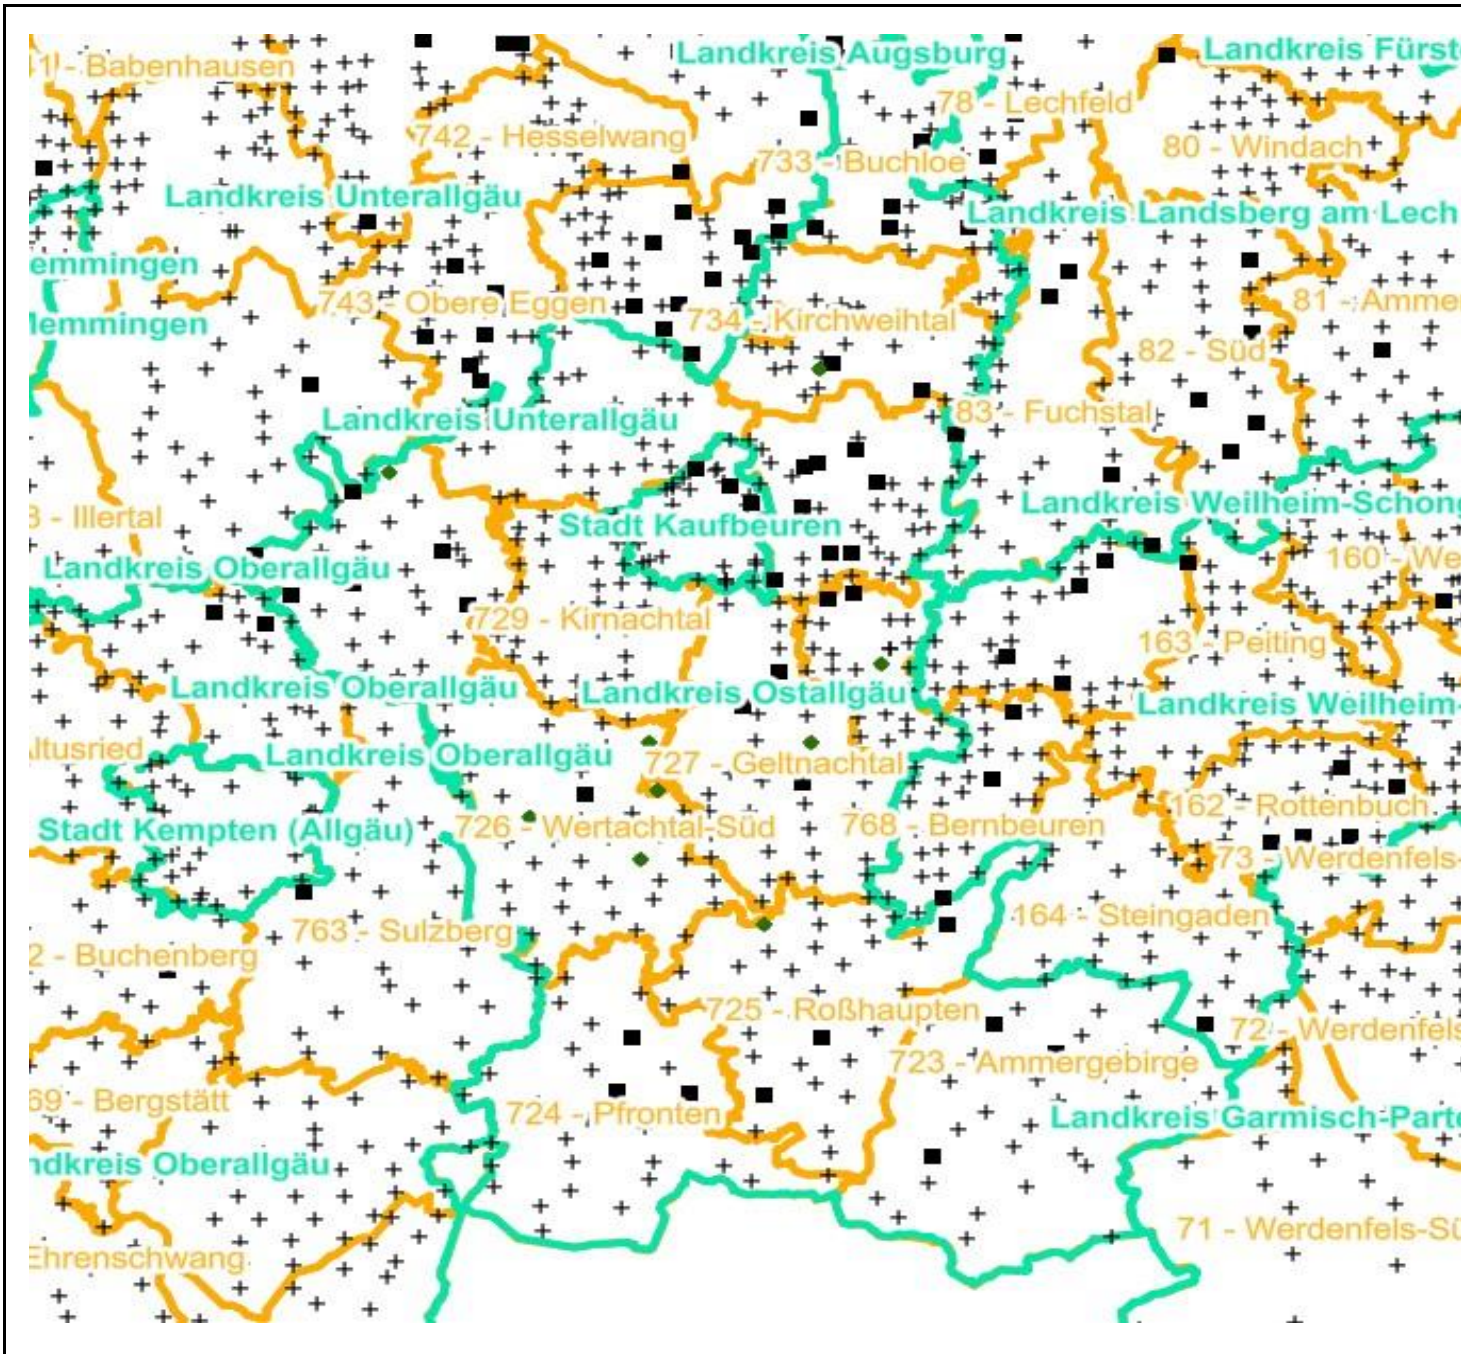 Landkreis Augsburg
Landkreis Fürst
- Babenhausen
78 - Lechfeld
742 - Hesselwang
733 - Buchloe
80 - Windach
Landkreis Unterallgäu
Landkreis Landsberg am Lech
emmingen
743 - Obere Eggen
734 - Kirchweihtal
81 - Ammer
Memmingen
82 - Süd
Landkreis Unterallgäu
83 - Fuchstal
8 - Illertal
Stadt Kaufbeuren
Landkreis Weilheim-Schong
Landkreis Oberallgäu
160 - We
729 - Kirnachtal
163 - Peiting
Landkreis Oberallgäu
Landkreis Ostallgäu
Landkreis Weilheim-
Altusried
Landkreis Oberallgäu
727 - Geltnachtal
162 - Rottenbuch
Stadt Kempten (Allgäu)
726 - Wertachtal-Süd
768 - Bernbeuren
73 - Werdenfels-
763 - Sulzberg
164 - Steingaden
2 - Buchenberg
725 - Roßhaupten
72 - Werdenfels
723 - Ammergebirge
69 - Bergstätt
724 - Pfronten
Landkreis Garmisch-Parte
ndkreis Oberallgäu
71 - Werdenfels-Sü
Ehrenschwang